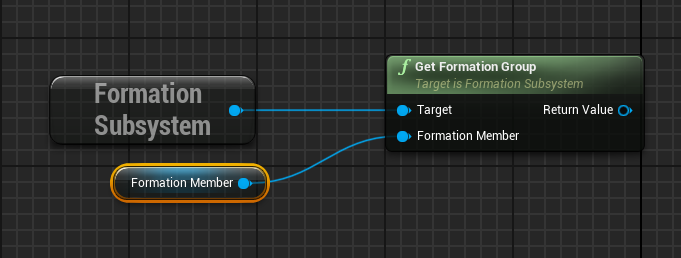 Formation
Subsystem
Formation Member
f Get Formation Group
Target is Formation Subsystem
Target Return Value
Formation Member